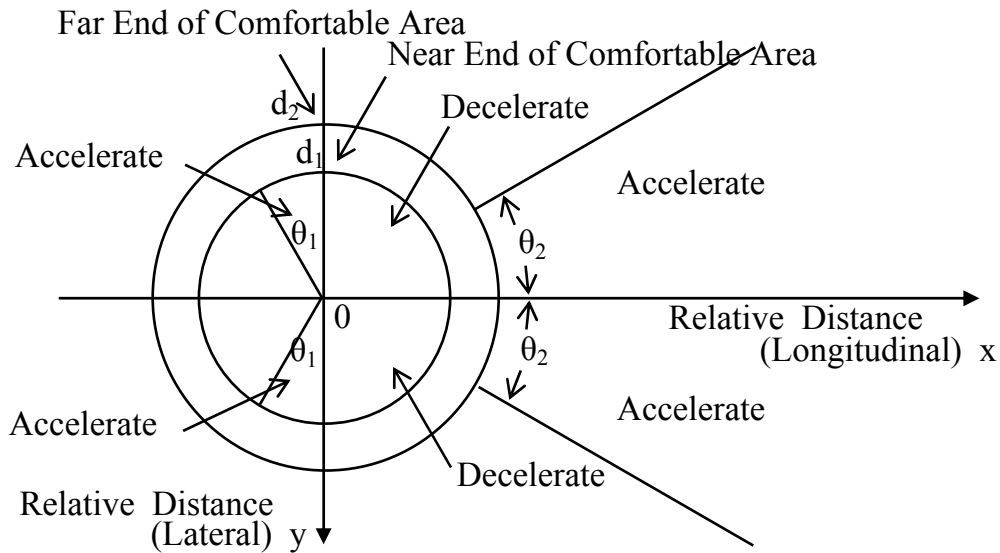 Far End of Comfortable Area
Near End of Comfortable Area
d2
Decelerate
Accelerate
d1
Accelerate
θ1
θ2
0
Relative Distance
(Longitudinal) x
θ1
θ2
Accelerate
Accelerate
Decelerate
Relative Distance
(Lateral) y